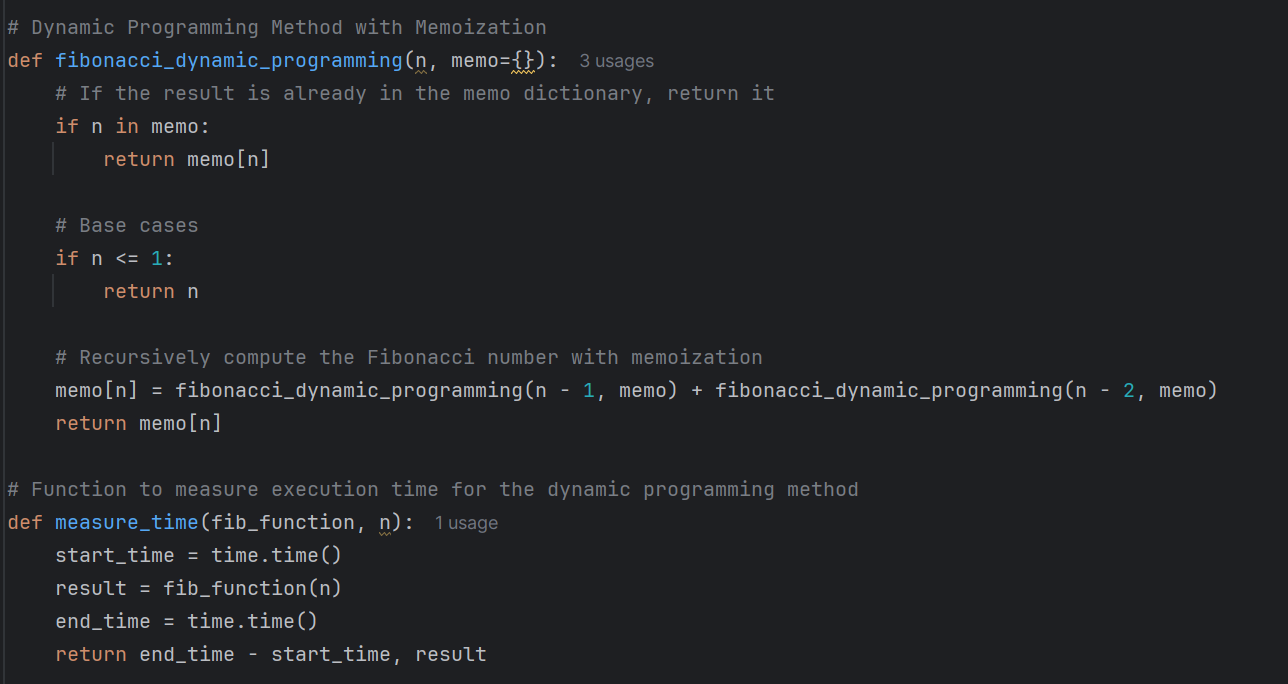 # Dynamic Programming Method with Memoization
def fibonacci_dynamic_programming(n, memo={}): 3 usages
    # If the result is already in the memo dictionary, return it
    if n in memo:
        return memo[n]

    # Base cases
    if n <= 1:
        return n

    # Recursively compute the Fibonacci number with memoization
    memo[n] = fibonacci_dynamic_programming(n - 1, memo) + fibonacci_dynamic_programming(n - 2, memo)
    return memo[n]

# Function to measure execution time for the dynamic programming method
def measure_time(fib_function, n): 1 usage
    start_time = time.time()
    result = fib_function(n)
    end_time = time.time()
    return end_time - start_time, result